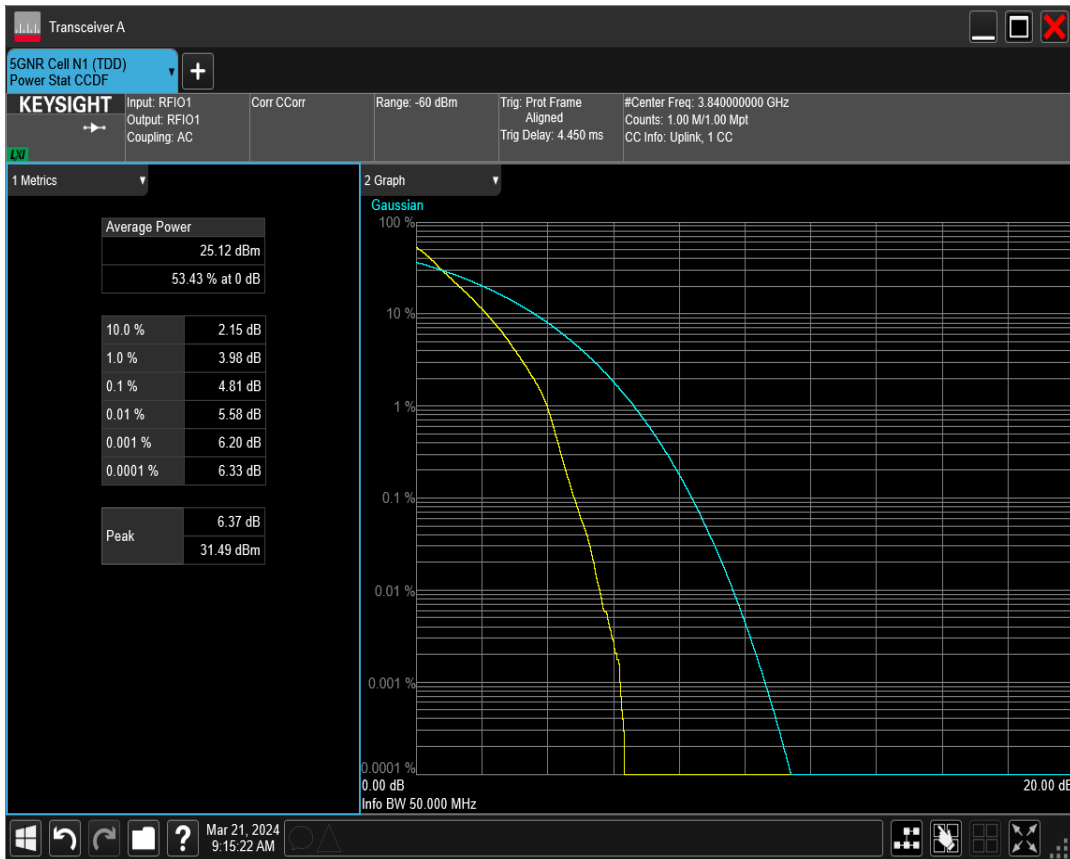 Transceiver A
5GNR Cell N1 (TDD)
Power Stat CCDF
+
KEYSIGHT
LXI
Input: RFIO1
Output: RFIO1
Coupling: AC
Corr CCorr
Range: -60 dBm
Trig: Prot Frame
Aligned
Trig Delay: 4.450 ms
#Center Freq: 3.840000000 GHz
Counts: 1.00 M/1.00 Mpt
CC Info: Uplink, 1 CC
1 Metrics
Average Power
25.12 dBm
53.43 % at 0 dB
10.0 % 2.15 dB
1.0 % 3.98 dB
0.1 % 4.81 dB
0.01 % 5.58 dB
0.001 % 6.20 dB
0.0001 % 6.33 dB
Peak 6.37 dB
31.49 dBm
2 Graph
Gaussian
100 %
10 %
1 %
0.1 %
0.01 %
0.001 %
0.0001 %
0.00 dB 20.00 dB
Info BW 50.000 MHz
?
Mar 21, 2024
9:15:22 AM